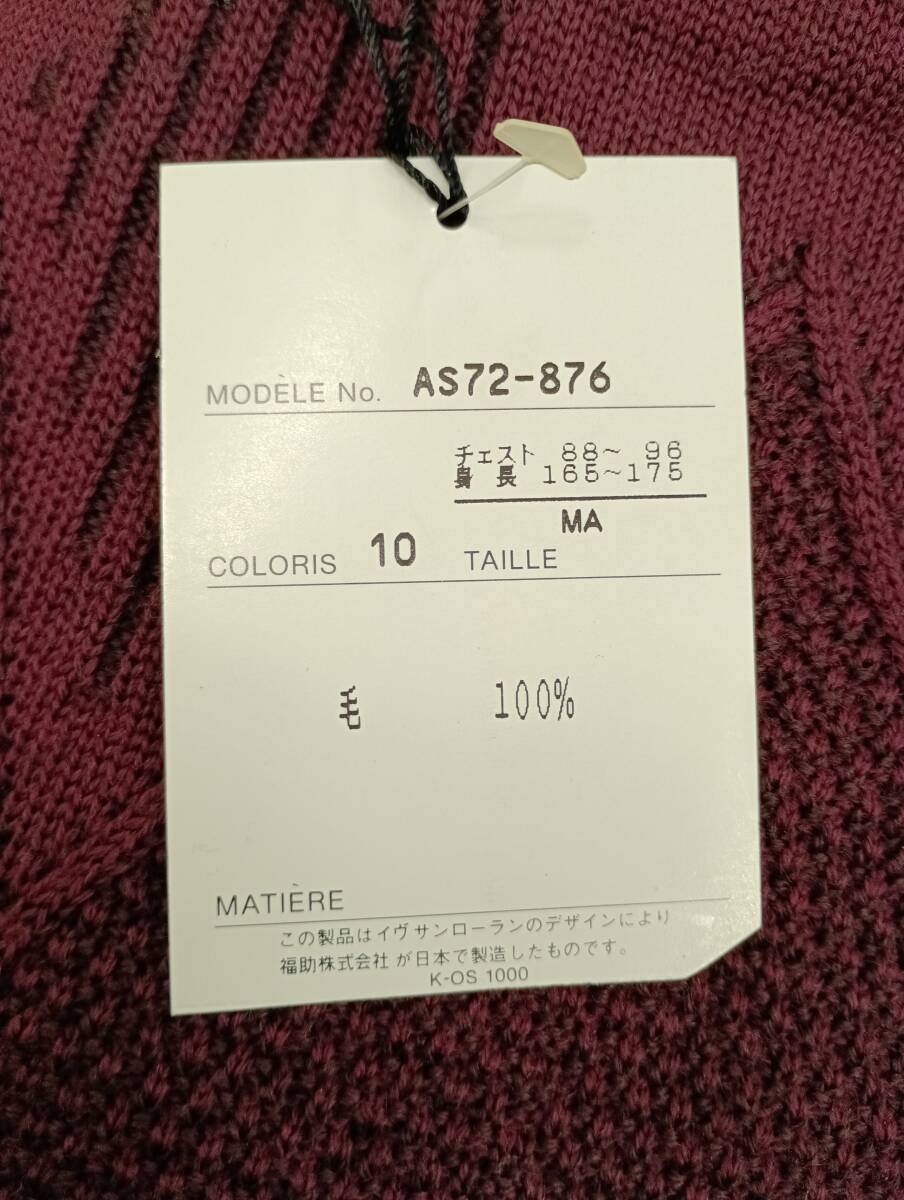 MODÈLE No. AS72-876
チェスト 88~ 96
身 長 165~175
MA
COLORIS 10 TAILLE
毛 100%
MATIÈRE
この製品はイヴサンローランのデザインにより
福助株式会社が日本で製造したものです。
K-OS 1000